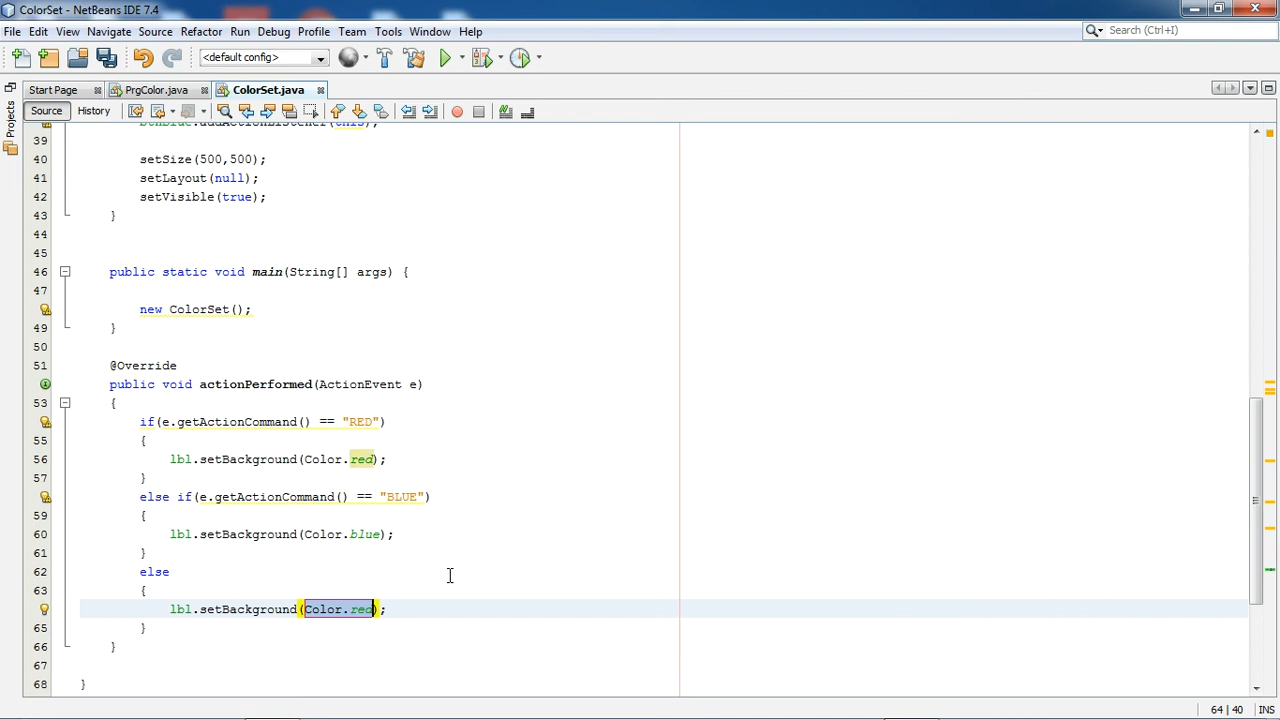 ColorSet - NetBeans IDE 7.4
File Edit View Navigate Source Refactor Run Debug Profile Team Tools Window Help
Search (Ctrl+I)
<default config>
Start Page PrgColor.java ColorSet.java
Projects
Source History
btnBlue.addActionListener(this);
39
40 setSize(500,500);
41 setLayout(null);
42 setVisible(true);
43 }
44
45
46 public static void main(String[] args) {
47
new ColorSet();
49 }
50
51 @Override
public void actionPerformed(ActionEvent e)
53 {
if(e.getActionCommand() == "RED")
55 {
56 lbl.setBackground(Color.red);
57 }
else if(e.getActionCommand() == "BLUE")
59 {
60 lbl.setBackground(Color.blue);
61 }
62 else
63 {
lbl.setBackground(Color.red);
65 }
66 }
67
68 }
64 | 40 INS